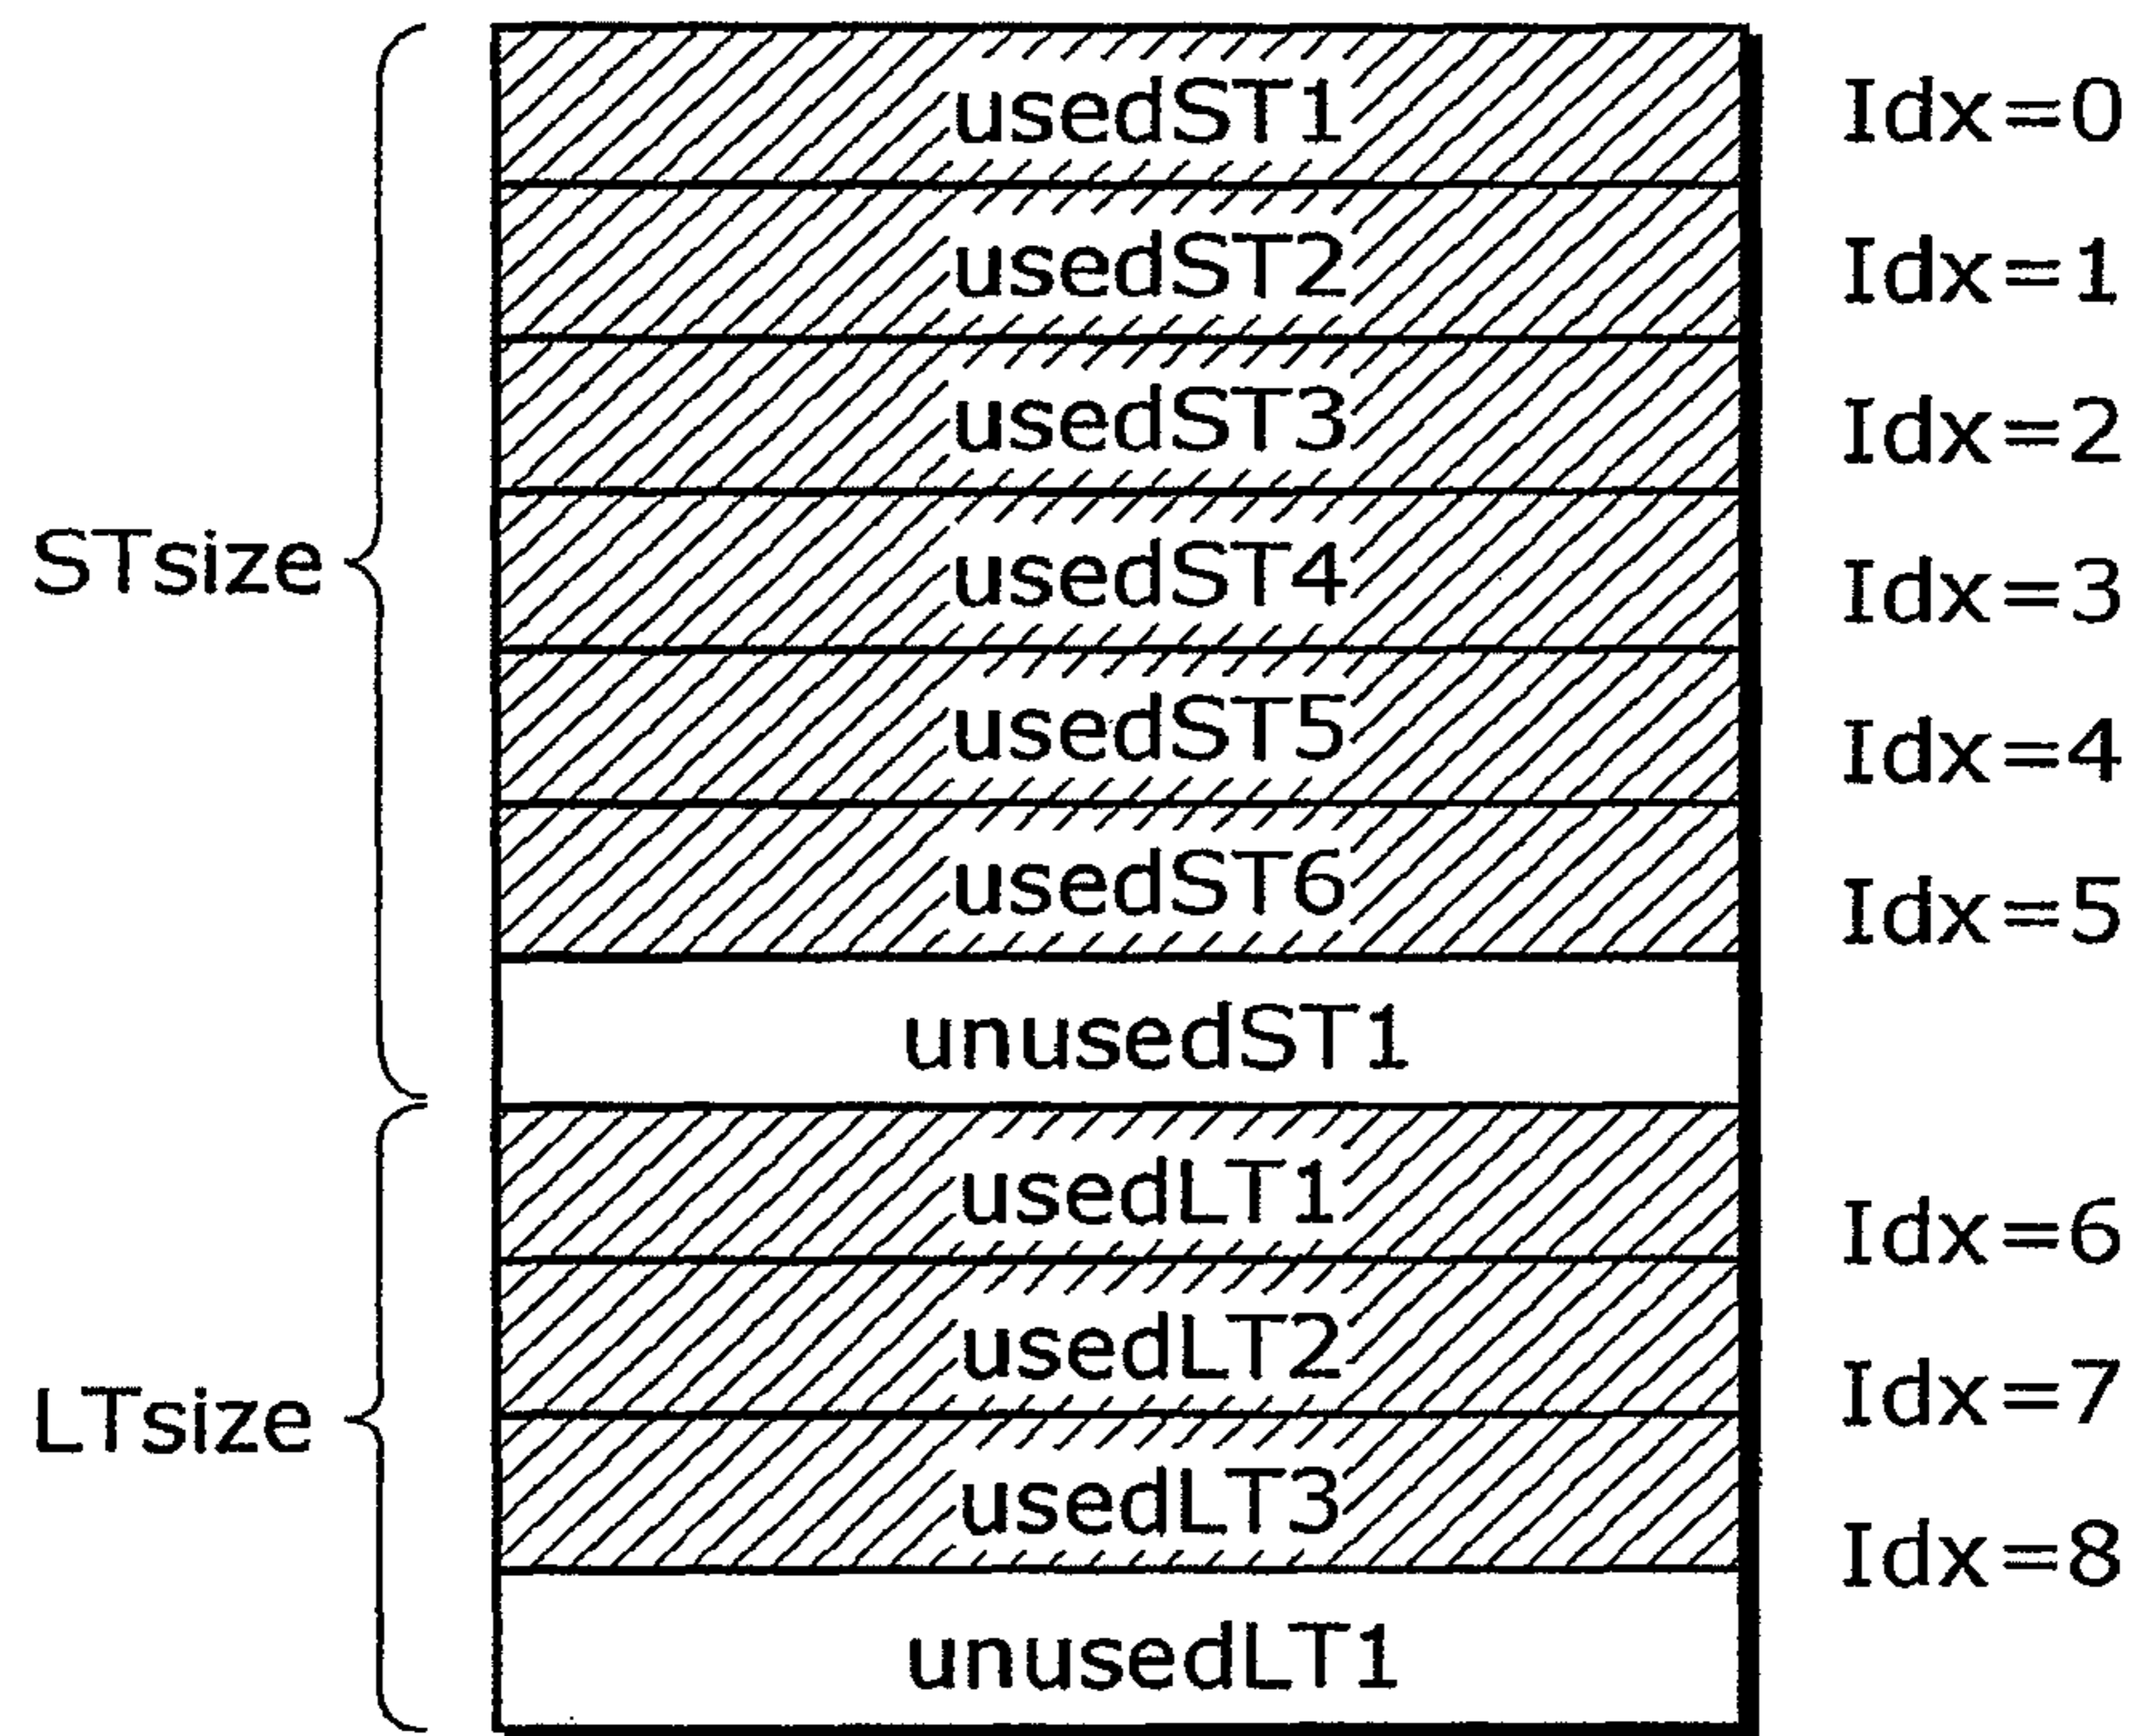 usedST1 Idx=0
usedST2 Idx=1
usedST3 Idx=2
STsize usedST4 Idx=3
usedST5 Idx=4
usedST6 Idx=5
unusedST1
usedLT1 Idx=6
usedLT2 Idx=7
LTsize usedLT3 Idx=8
unusedLT1